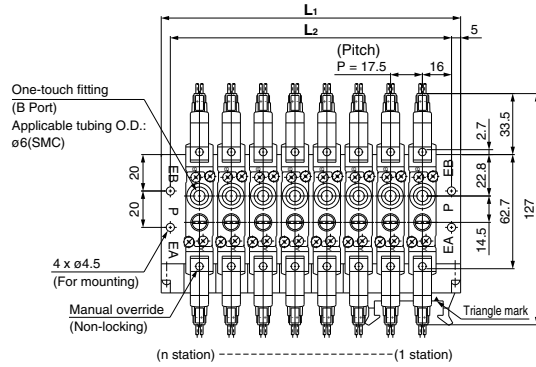 L1
L2
5
(Pitch)
P = 17.5
16
One-touch fitting
(B Port)
Applicable tubing O.D.:
ø6(SMC)
20
20
EB
P
EA
EB
P
EA
2.7
33.5
22.8
14.5
62.7
127
4 x ø4.5
(For mounting)
Manual override
(Non-locking)
Triangle mark
(n station)
(1 station)